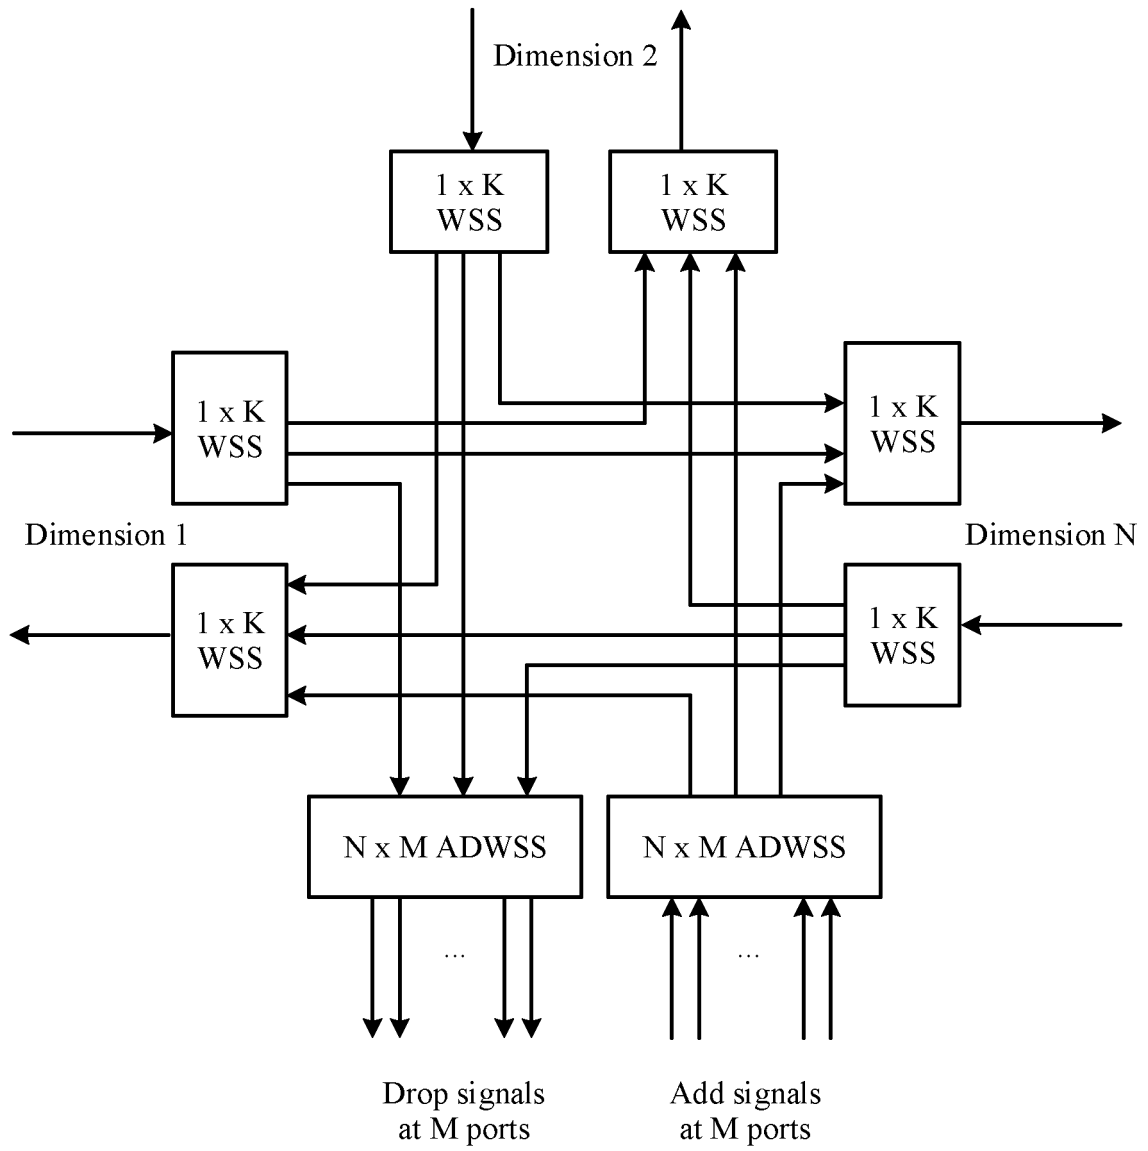 Dimension 2
1 x K
WSS
1 x K
WSS
1 x K
WSS
1 x K
WSS
Dimension 1
Dimension N
1 x K
WSS
1 x K
WSS
N x M ADWSS
N x M ADWSS
...
...
Drop signals
at M ports
Add signals
at M ports